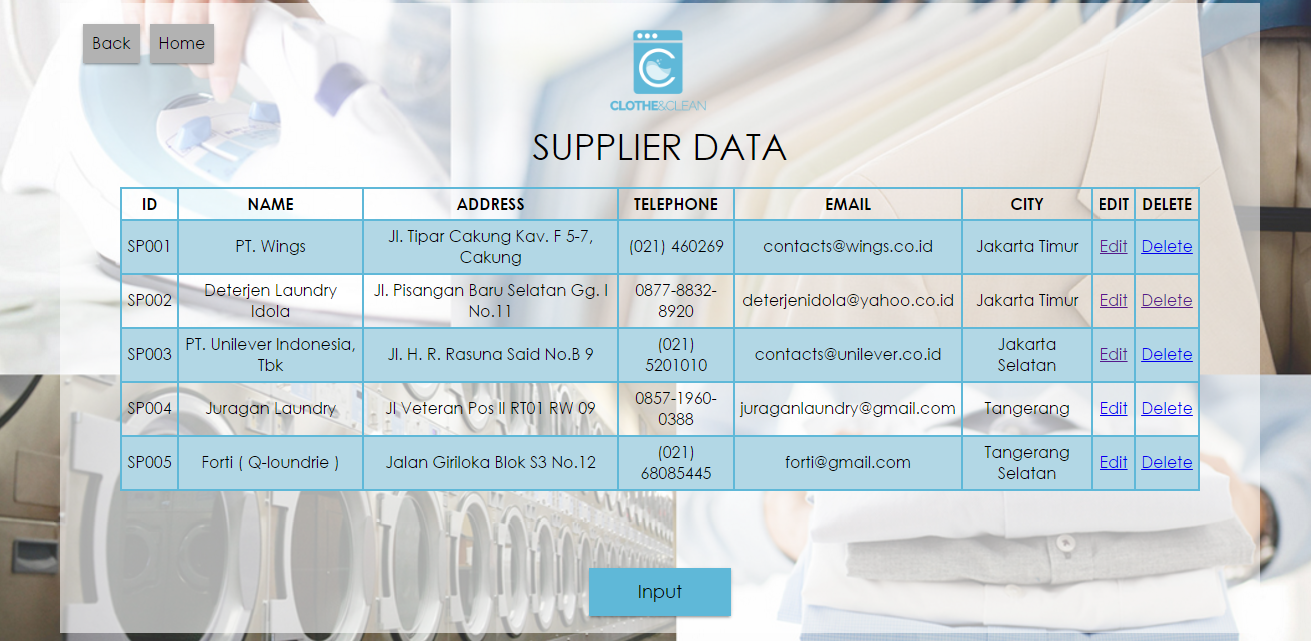 Back Home
CLOTHE&CLEAN
SUPPLIER DATA
ID NAME ADDRESS TELEPHONE EMAIL CITY EDIT DELETE
SP001 PT. Wings Jl. Tipar Cakung Kav. F 5-7, Cakung (021) 460269 contacts@wings.co.id Jakarta Timur Edit Delete
SP002 Deterjen Laundry Idola Jl. Pisangan Baru Selatan Gg. I No.11 0877-8832-8920 deterjenidola@yahoo.co.id Jakarta Timur Edit Delete
SP003 PT. Unilever Indonesia, Tbk Jl. H. R. Rasuna Said No.B 9 (021) 5201010 contacts@unilever.co.id Jakarta Selatan Edit Delete
SP004 Juragan Laundry Jl Veteran Pos II RT01 RW 09 0857-1960-0388 juraganlaundry@gmail.com Tangerang Edit Delete
SP005 Forti ( Q-loundrie ) Jalan Giriloka Blok S3 No.12 (021) 68085445 forti@gmail.com Tangerang Selatan Edit Delete
Input